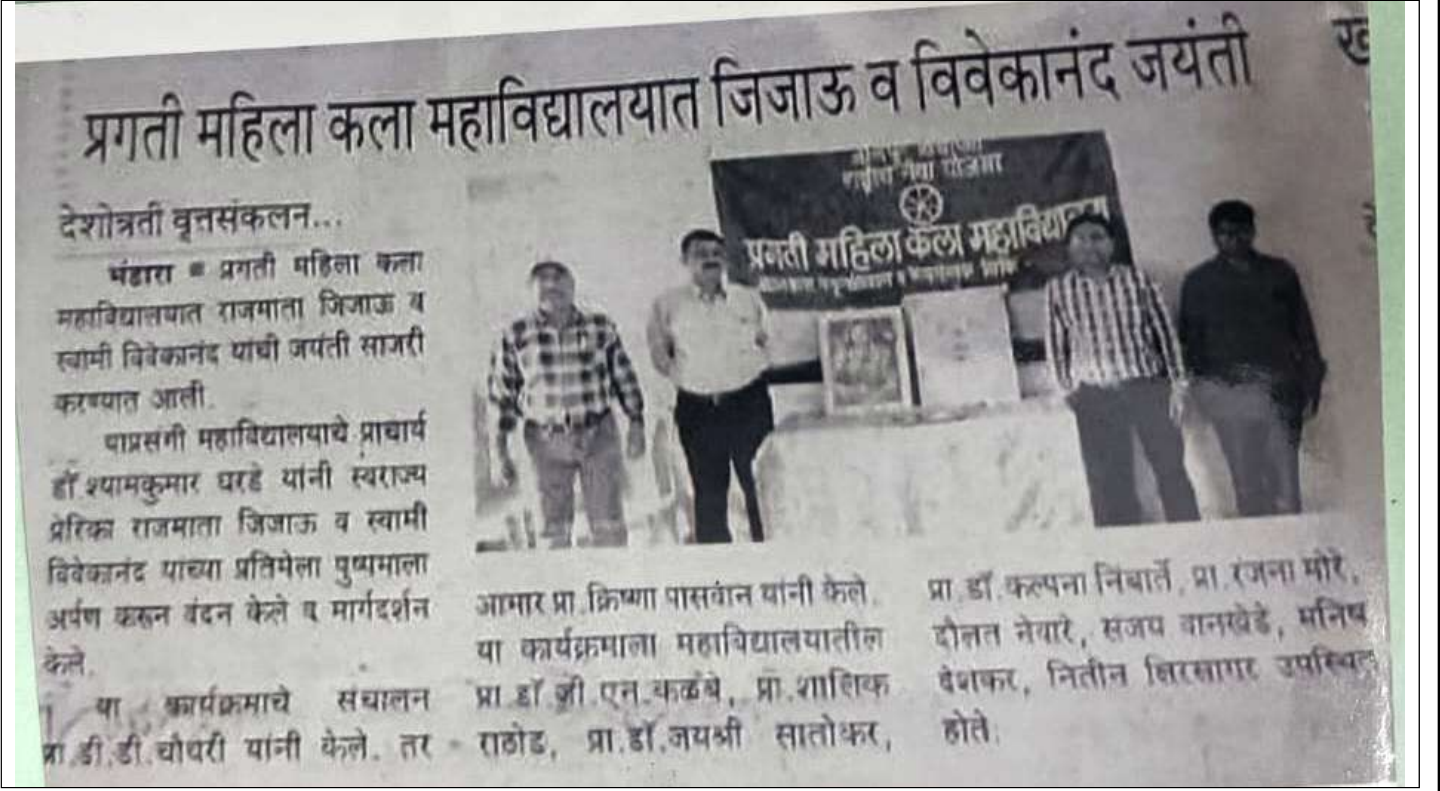 प्रगती महिला कला महाविद्यालयात जिजाऊ व विवेकानंद जयंती
ख
देशोन्नती वृत्तसंकलन...
भंडारा = प्रगती महिला कला
महाविद्यालयात राजमाता जिजाऊ व
स्वामी विवेकानंद यांची जयंती साजरी
करण्यात आली.
याप्रसंगी महाविद्यालयाचे प्राचार्य
डॉ.श्यामकुमार घरडे यांनी स्वराज्य
प्रेरिका राजमाता जिजाऊ व स्वामी
विवेकानंद यांच्या प्रतिमेला पुष्पमाला
अर्पण करून वंदन केले व मार्गदर्शन
केले.
या कार्यक्रमाचे संचालन
प्रा.डी.डी.चौधरी यांनी केले. तर
राष्ट्रीय सेवा योजना
प्रगती महिला कला महाविद्यालय
आभार प्रा.क्रिष्णा पासवान यांनी केले.
या कार्यक्रमाला महाविद्यालयातील
प्रा.डॉ.जी.एन.कळंबे, प्रा.शालिक
राठोड, प्रा.डॉ.जयश्री सातोकर,
प्रा.डॉ.कल्पना निंबार्ते, प्रा.रंजना मोरे,
दौलत नेवारे, संजय वानखेडे, मनिष
बेशकर, नितीन क्षिरसागर उपस्थित
होते.